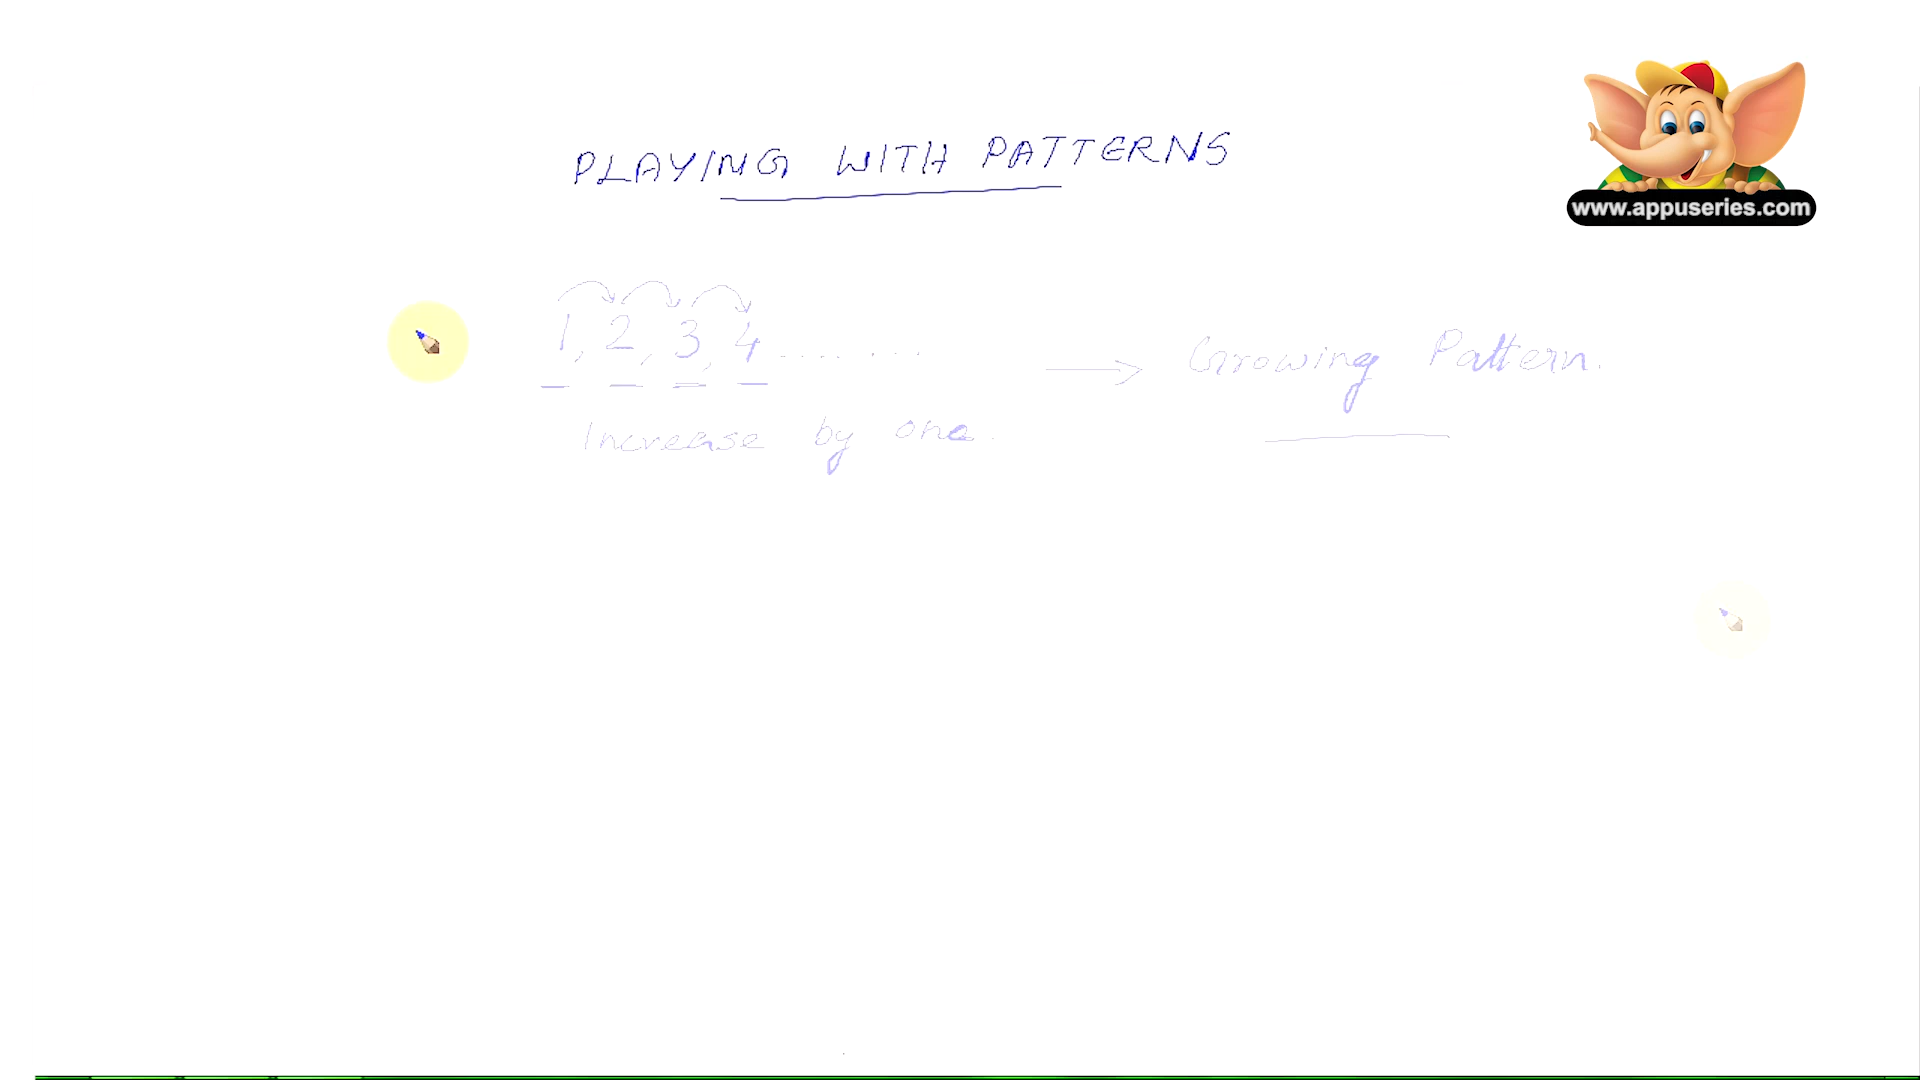 PLAYING WITH PATTERNS
www.appuseries.com
1, 2, 3, 4 ........ → Growing Pattern.
Increase by one.